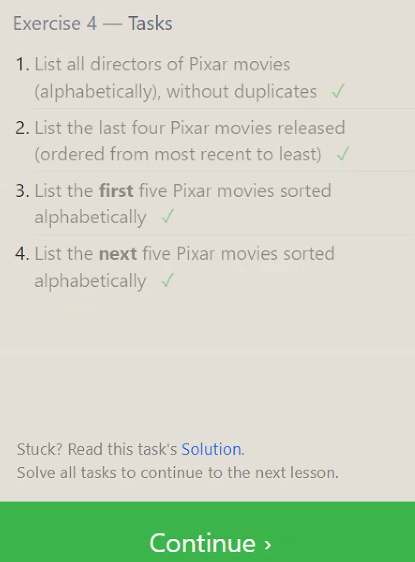 Exercise 4 — Tasks
1. List all directors of Pixar movies
(alphabetically), without duplicates ✓
2. List the last four Pixar movies released
(ordered from most recent to least) ✓
3. List the first five Pixar movies sorted
alphabetically ✓
4. List the next five Pixar movies sorted
alphabetically ✓
Stuck? Read this task's Solution.
Solve all tasks to continue to the next lesson.
Continue ›